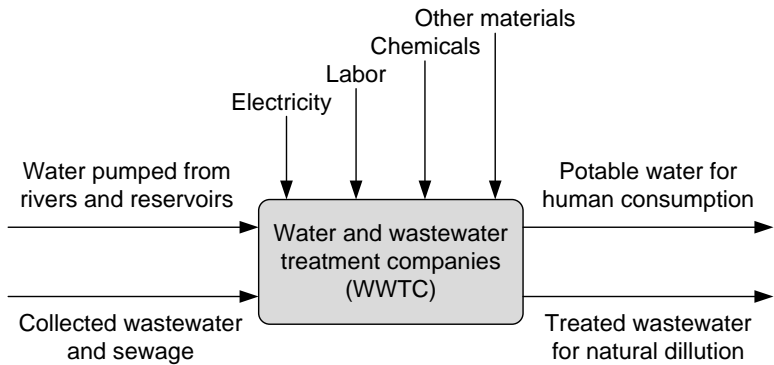 Other materials
Chemicals
Labor
Electricity
Water pumped from
rivers and reservoirs
Potable water for
human consumption
Water and wastewater
treatment companies
(WWTC)
Collected wastewater
and sewage
Treated wastewater
for natural dillution